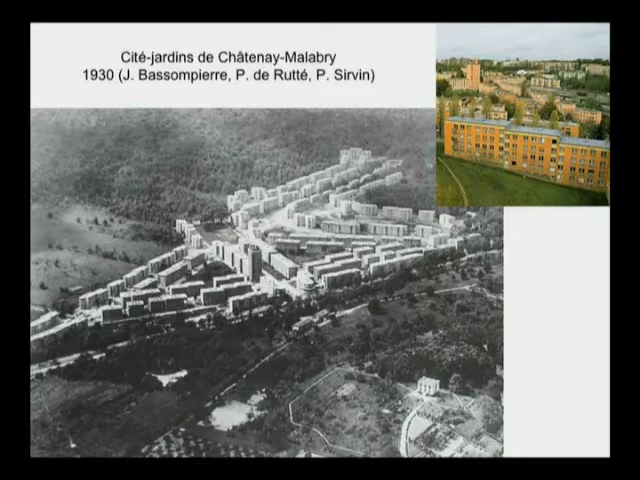 Cité-jardins de Châtenay-Malabry
1930 (J. Bassompierre, P. de Rutté, P. Sirvin)